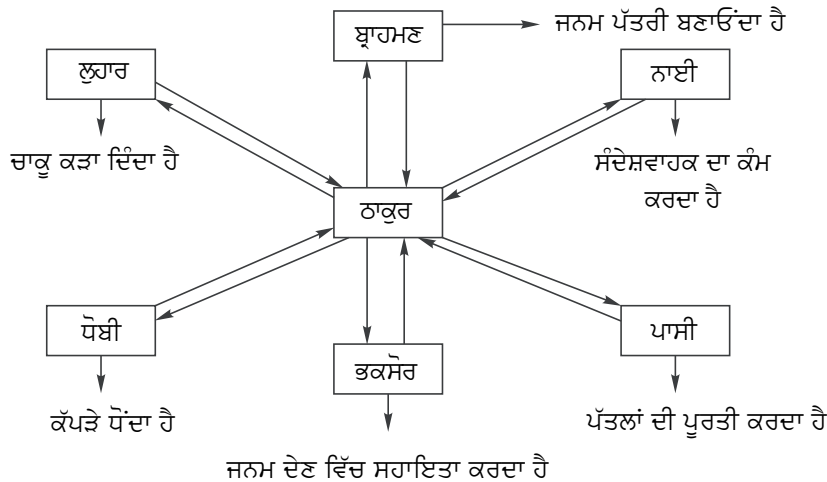 ਬ੍ਰਾਹਮਣ
ਜਨਮ ਪੱਤਰੀ ਬਣਾਓਂਦਾ ਹੈ
ਲੁਹਾਰ
ਨਾਈ
ਚਾਕੂ ਕੜਾ ਦਿੰਦਾ ਹੈ
ਸੰਦੇਸ਼ਵਾਹਕ ਦਾ ਕੰਮ
ਕਰਦਾ ਹੈ
ਠਾਕੁਰ
ਧੋਬੀ
ਪਾਸੀ
ਭਕਸੋਰ
ਕੱਪੜੇ ਧੋਂਦਾ ਹੈ
ਪੱਤਲਾਂ ਦੀ ਪੂਰਤੀ ਕਰਦਾ ਹੈ
ਜਨਮ ਦੇਣ ਵਿੱਚ ਸਹਾਇਤਾ ਕਰਦਾ ਹੈ